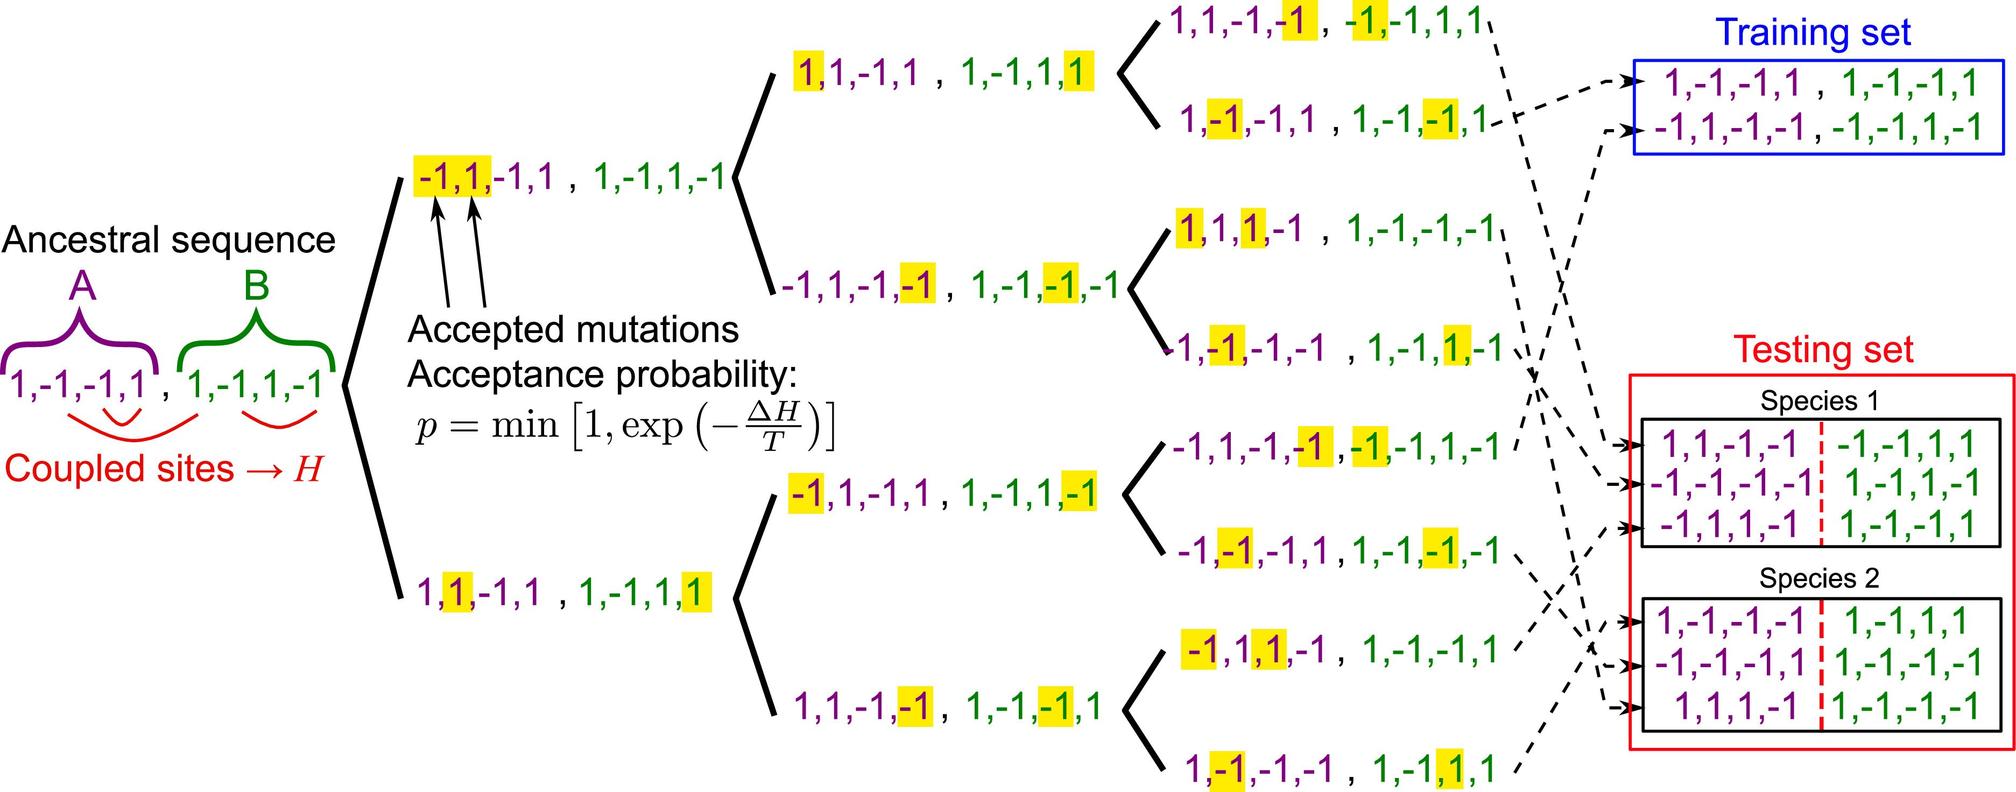 Ancestral sequence
A B
1,-1,-1,1 , 1,-1,1,-1
Coupled sites → H
-1,1,-1,1 , 1,-1,1,-1
Accepted mutations
Acceptance probability:
p = min [1, exp (−ΔH/T)]
1,1,-1,1 , 1,-1,1,1
1,1,-1,1 , 1,-1,1,1
-1,1,-1,-1 , 1,-1,-1,-1
-1,1,-1,1 , 1,-1,1,-1
1,1,-1,-1 , 1,-1,-1,1
1,1,-1,-1 , -1,-1,1,1
1,-1,-1,1 , 1,-1,-1,1
1,1,1,-1 , 1,-1,-1,-1
-1,-1,-1,-1 , 1,-1,1,-1
-1,1,-1,-1 , -1,-1,1,-1
-1,-1,-1,1 , 1,-1,-1,-1
-1,1,1,-1 , 1,-1,-1,1
1,-1,-1,-1 , 1,-1,1,1
Training set
1,-1,-1,1 , 1,-1,-1,1
-1,1,-1,-1 , -1,-1,1,-1
Testing set
Species 1
1,1,-1,-1 -1,-1,1,1
-1,-1,-1,-1 1,-1,1,-1
-1,1,1,-1 1,-1,-1,1
Species 2
1,-1,-1,-1 1,-1,1,1
-1,-1,-1,1 1,-1,-1,-1
1,1,1,-1 1,-1,-1,-1